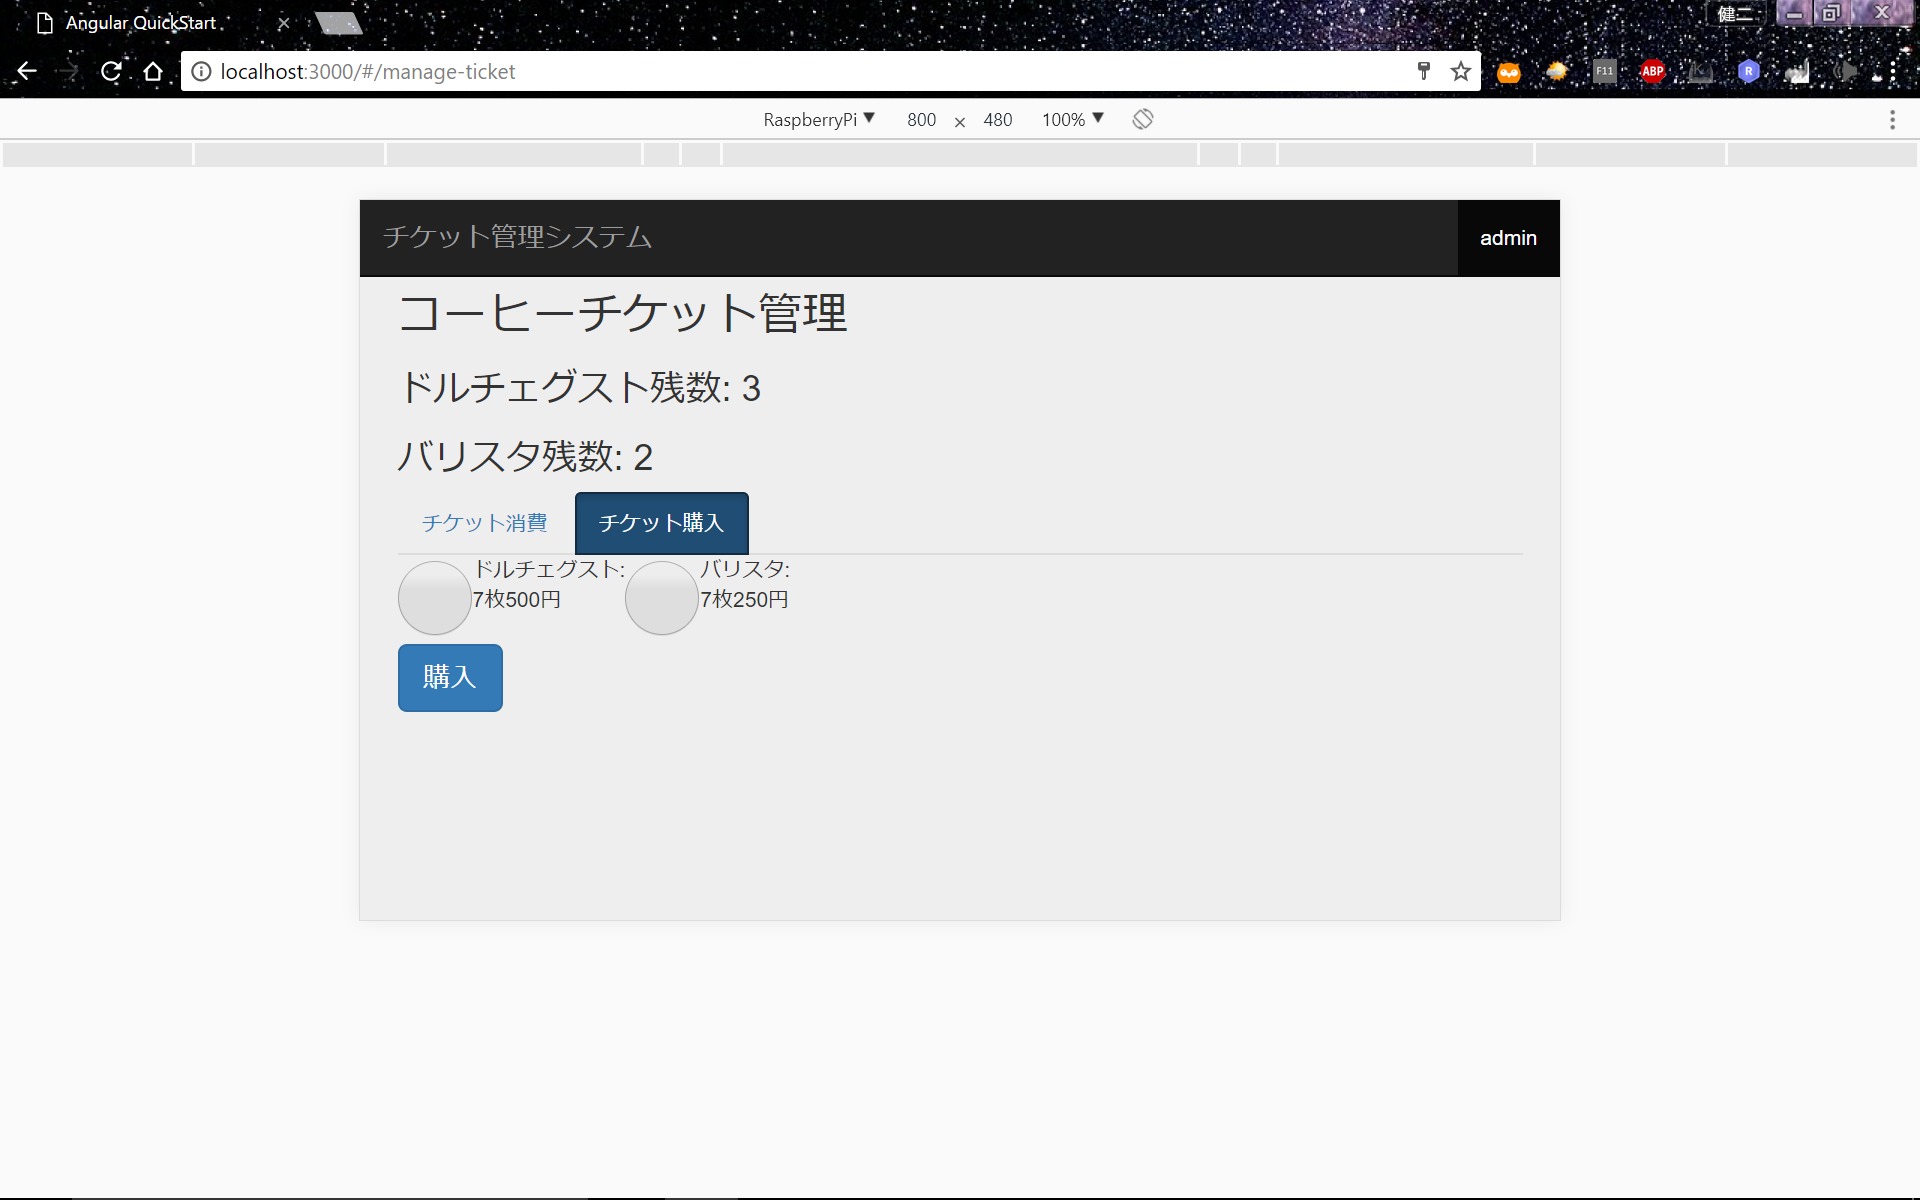 Angular QuickStart
健二
localhost:3000/#/manage-ticket
F11
ABP
R
RaspberryPi 800 × 480 100%
チケット管理システム
admin
コーヒーチケット管理
ドルチェグスト残数: 3
バリスタ残数: 2
チケット消費 チケット購入
ドルチェグスト: バリスタ:
7枚500円 7枚250円
購入